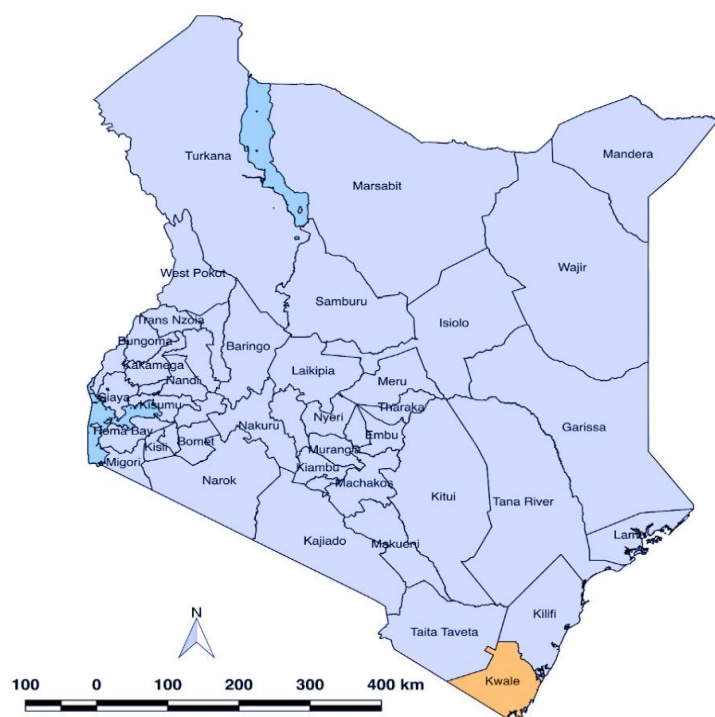 Turkana
Mandera
Marsabit
Wajir
West Pokot
Samburu
Isiolo
Trans Nzoia
Bungoma
Baringo
Kakamega
Laikipia
Nandi
Meru
Siaya
Kisumu
Tharaka
Nyeri
Garissa
Homa Bay
Nakuru
Embu
Kisii
Bomet
Muranga
Migori
Kiambu
Narok
Machakos
Kitui
Tana River
Lamu
Kajiado
Makueni
Kilifi
N
Taita Taveta
Kwale
100 0 100 200 300 400 km